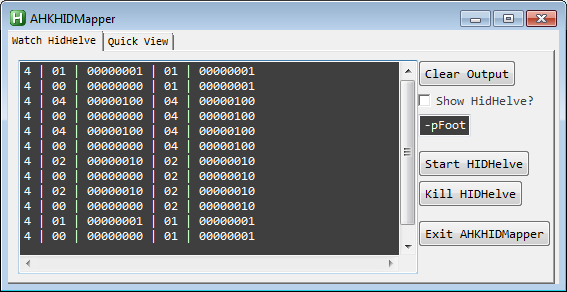 AHKHIDMapper
Watch HidHelve
Quick View
4 | 01 | 00000001 | 01 | 00000001
4 | 00 | 00000000 | 01 | 00000001
4 | 04 | 00000100 | 04 | 00000100
4 | 00 | 00000000 | 04 | 00000100
4 | 04 | 00000100 | 04 | 00000100
4 | 00 | 00000000 | 04 | 00000100
4 | 02 | 00000010 | 02 | 00000010
4 | 00 | 00000000 | 02 | 00000010
4 | 02 | 00000010 | 02 | 00000010
4 | 00 | 00000000 | 02 | 00000010
4 | 01 | 00000001 | 01 | 00000001
4 | 00 | 00000000 | 01 | 00000001
Clear Output
Show HidHelve?
-pFoot
Start HIDHelve
Kill HIDHelve
Exit AHKHIDMapper